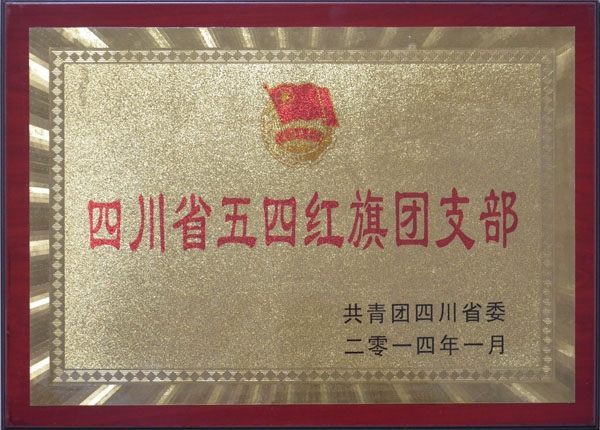 四川省五四红旗团支部
共青团四川省委
二零一四年一月